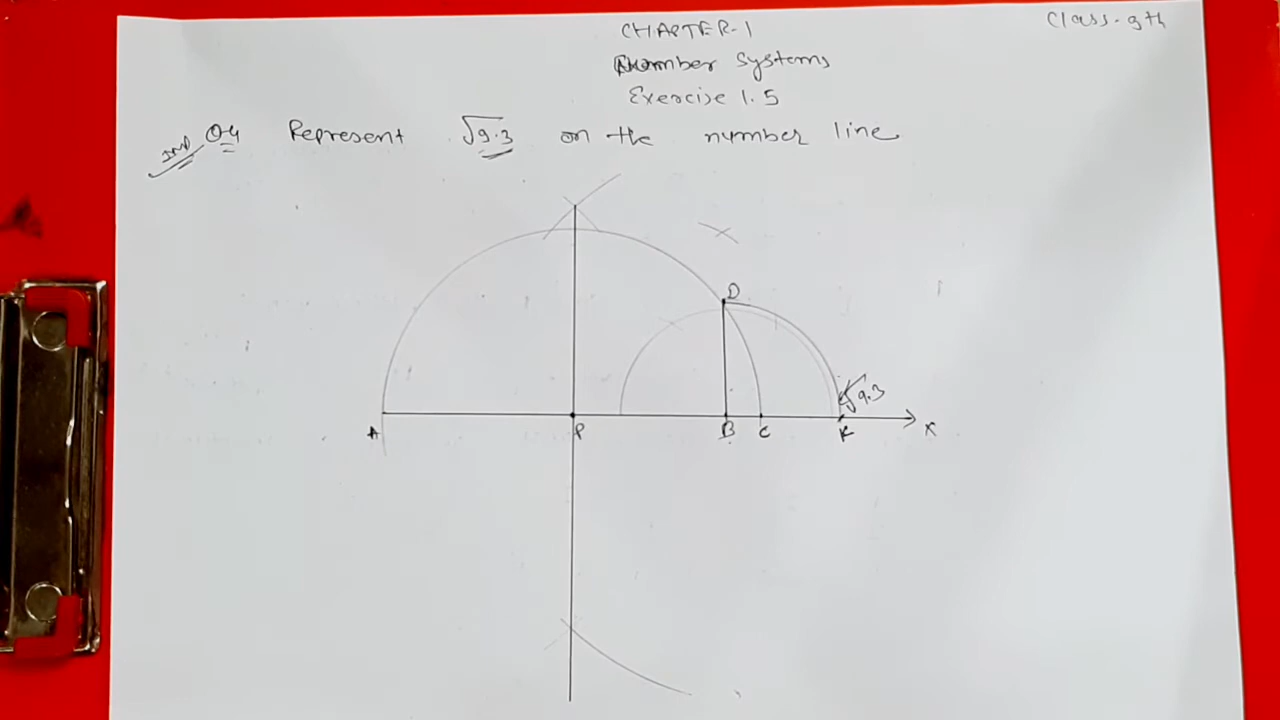 CHAPTER-1
Class-9th
Number Systems
Exercise 1.5
Imp Q4 Represent √9.3 on the number line
D
√9.3
A P B C K X